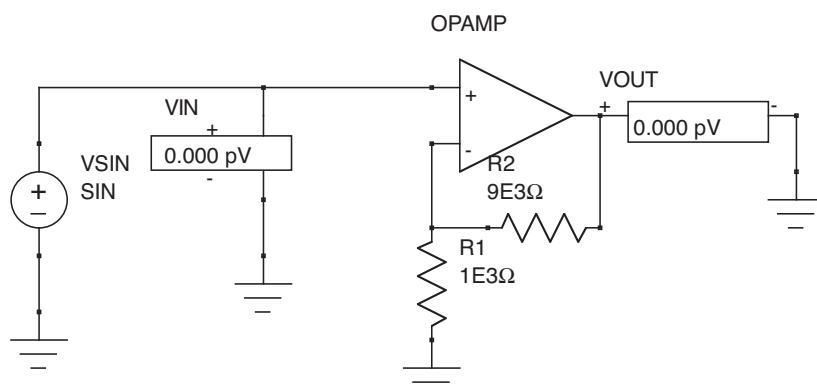 OPAMP
VIN
+
0.000 pV
-
VSIN
SIN
+
−
+
-
VOUT
+
0.000 pV
-
R2
9E3Ω
R1
1E3Ω